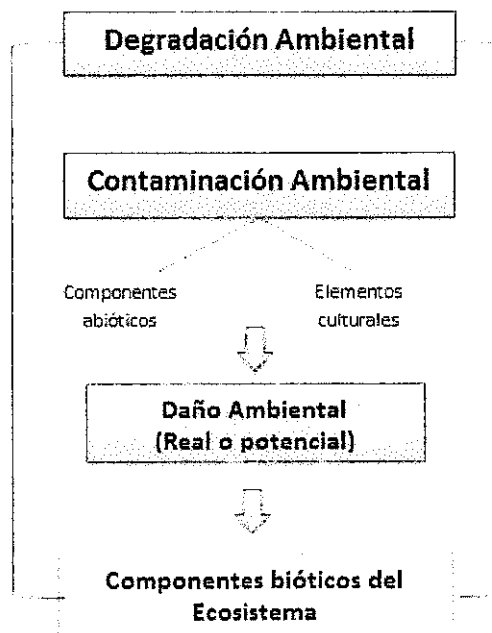 Degradación Ambiental
Contaminación Ambiental
Componentes
abióticos
Elementos
culturales
Daño Ambiental
(Real o potencial)
Componentes bióticos del
Ecosistema